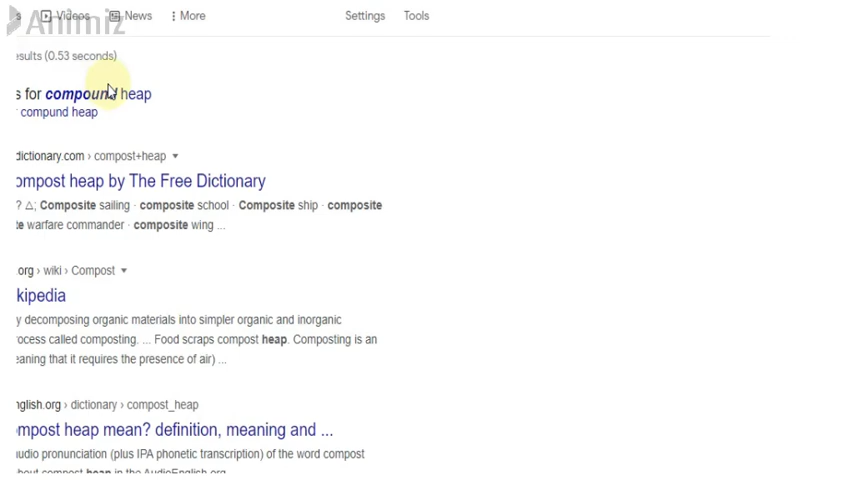 Videos News More Settings Tools
Animiz
esults (0.53 seconds)
s for compound heap
compund heap
dictionary.com › compost+heap
ompost heap by The Free Dictionary
? △; Composite sailing · composite school · Composite ship · composite
te warfare commander · composite wing ...
.org › wiki › Compost
kipedia
y decomposing organic materials into simpler organic and inorganic
rocess called composting. ... Food scraps compost heap. Composting is an
eaning that it requires the presence of air) ...
nglish.org › dictionary › compost_heap
ompost heap mean? definition, meaning and ...
audio pronunciation (plus IPA phonetic transcription) of the word compost
bout compost heap in the AudioEnglish.org